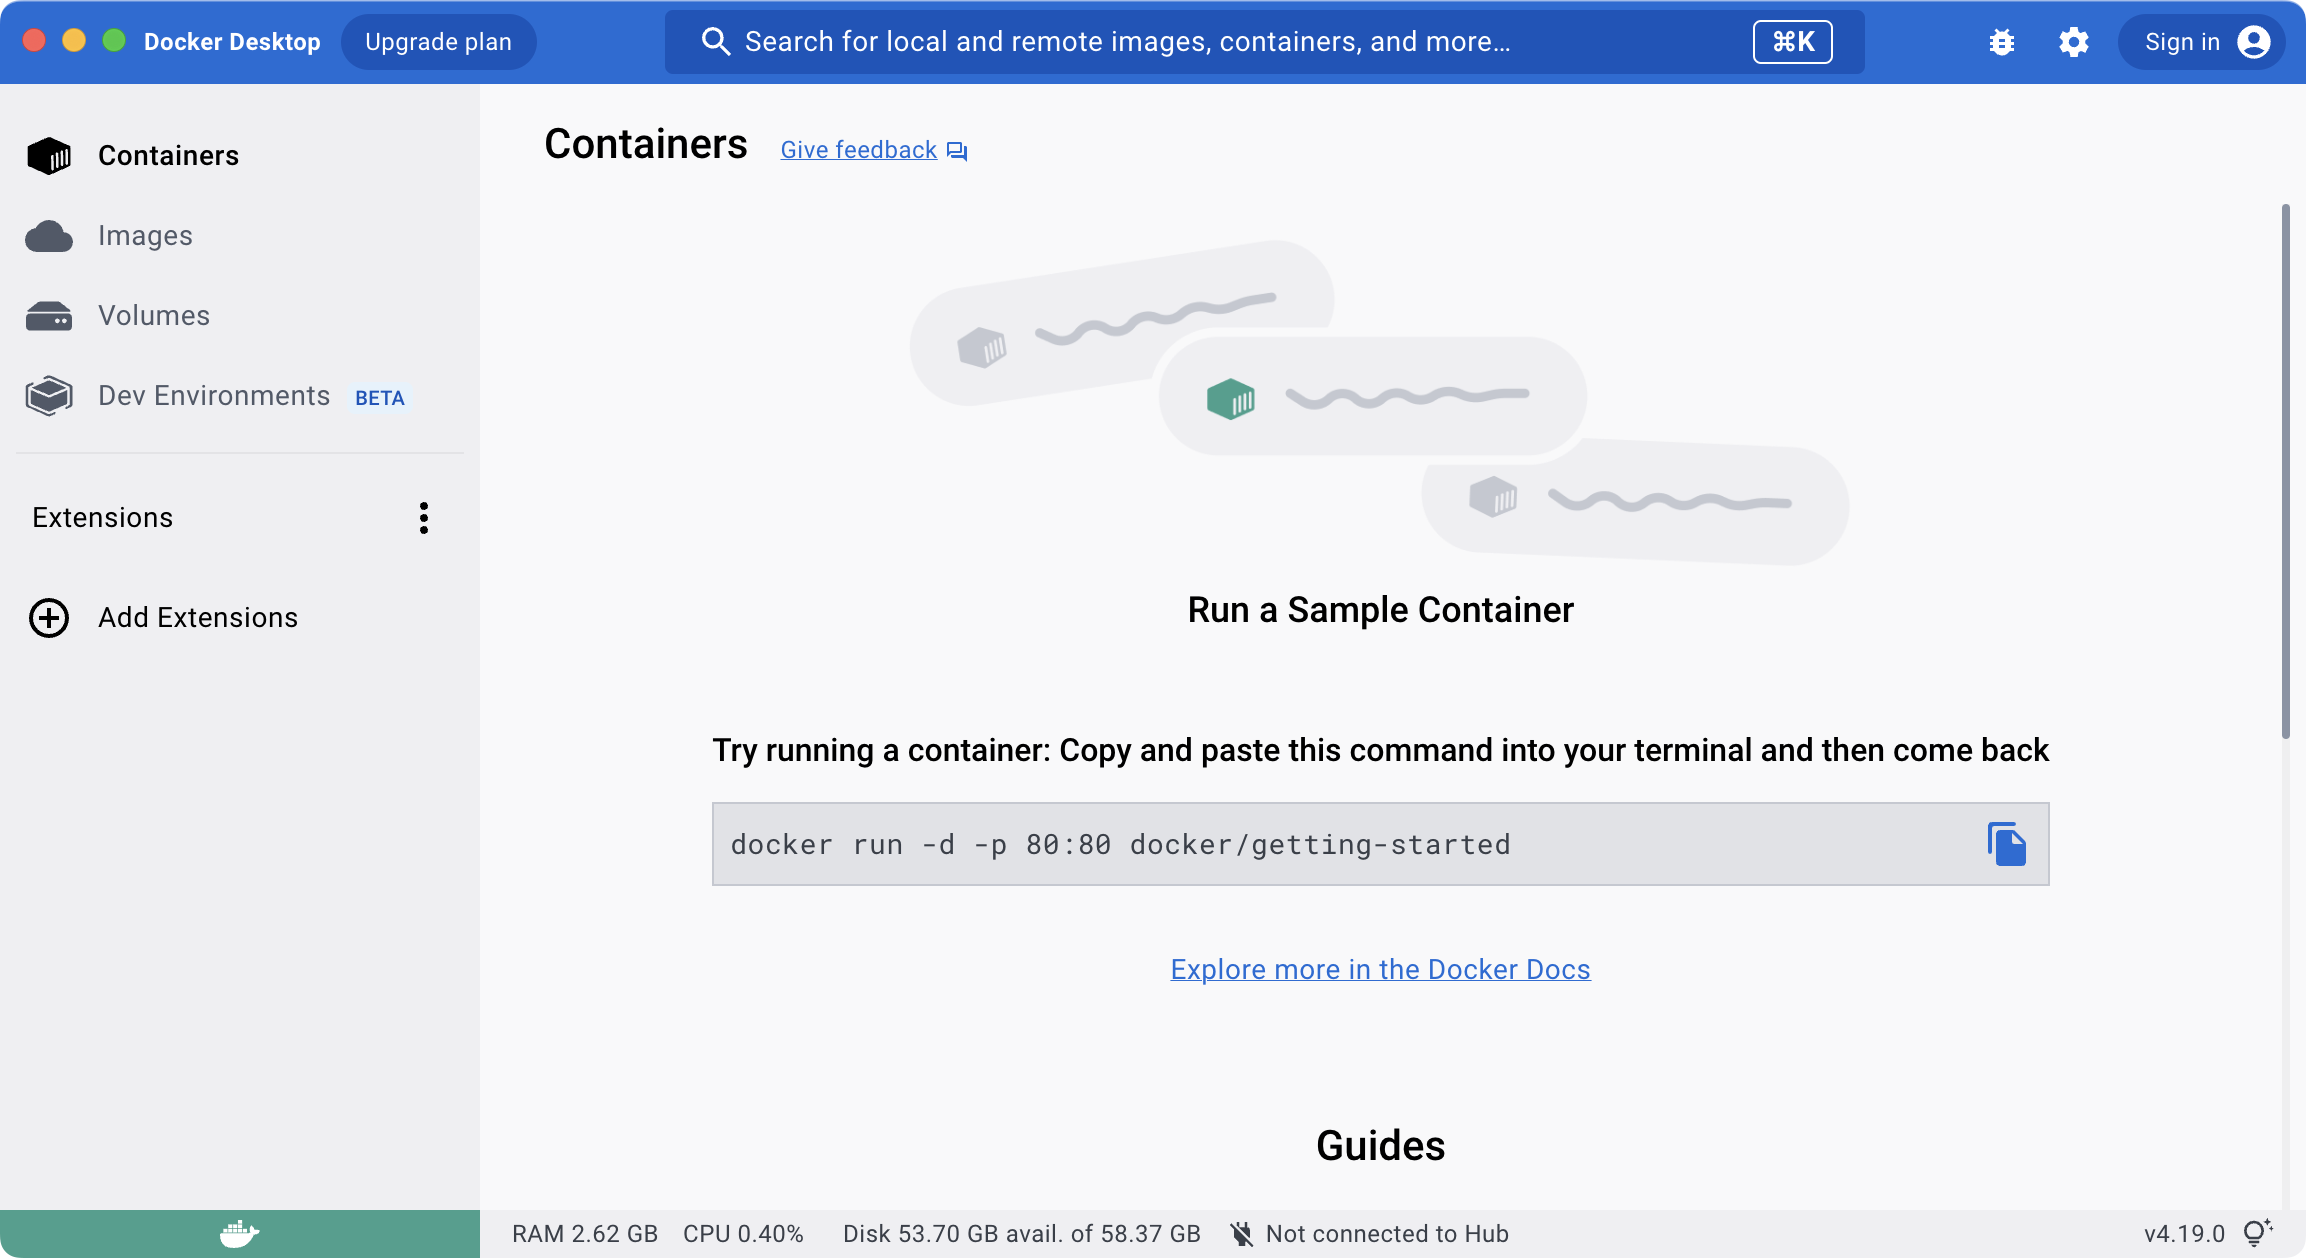 Docker Desktop
Upgrade plan
Search for local and remote images, containers, and more...
⌘K
Sign in
Containers
Images
Volumes
Dev Environments BETA
Extensions
Add Extensions
Containers
Give feedback
Run a Sample Container
Try running a container: Copy and paste this command into your terminal and then come back
docker run -d -p 80:80 docker/getting-started
Explore more in the Docker Docs
Guides
RAM 2.62 GB CPU 0.40% Disk 53.70 GB avail. of 58.37 GB Not connected to Hub v4.19.0